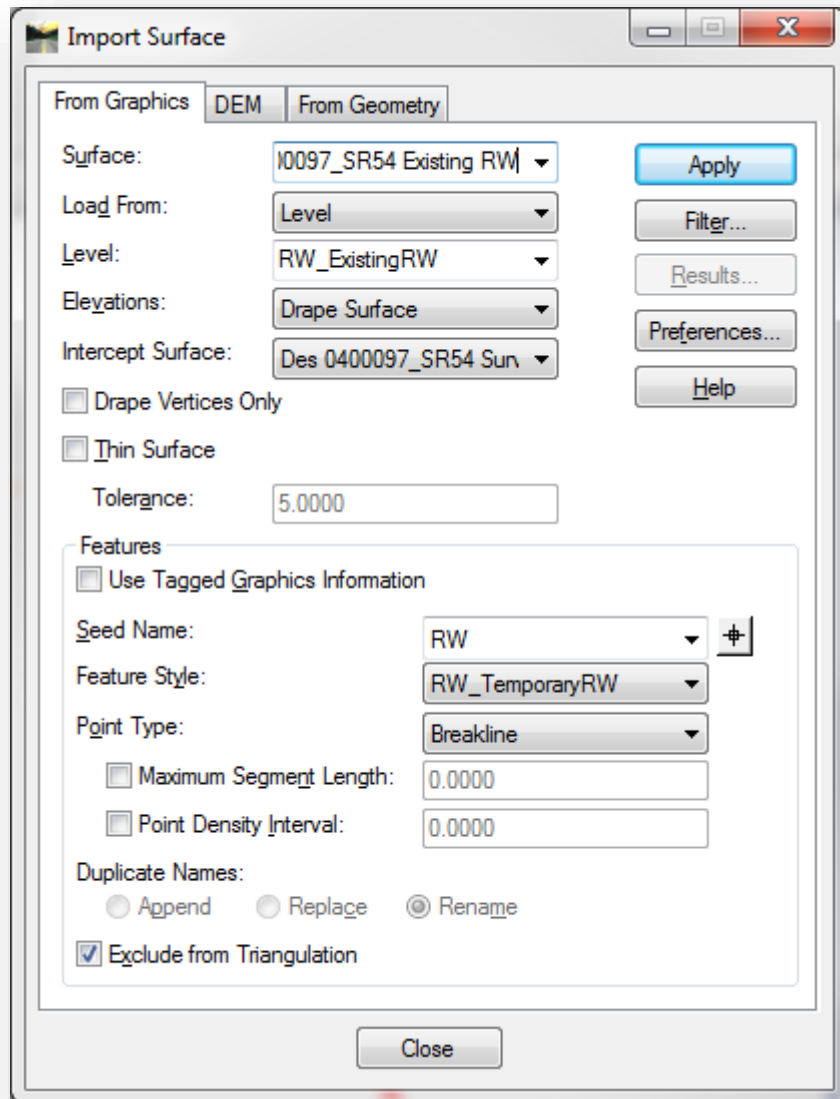 Import Surface
From Graphics DEM From Geometry
Surface: 00097_SR54 Existing RW Apply
Load From: Level Filter...
Level: RW_ExistingRW Results...
Elevations: Drape Surface Preferences...
Intercept Surface: Des 0400097_SR54 Surv Help
Drape Vertices Only
Thin Surface
Tolerance: 5.0000
Features
Use Tagged Graphics Information
Seed Name: RW
Feature Style: RW_TemporaryRW
Point Type: Breakline
Maximum Segment Length: 0.0000
Point Density Interval: 0.0000
Duplicate Names:
Append Replace Rename
Exclude from Triangulation
Close